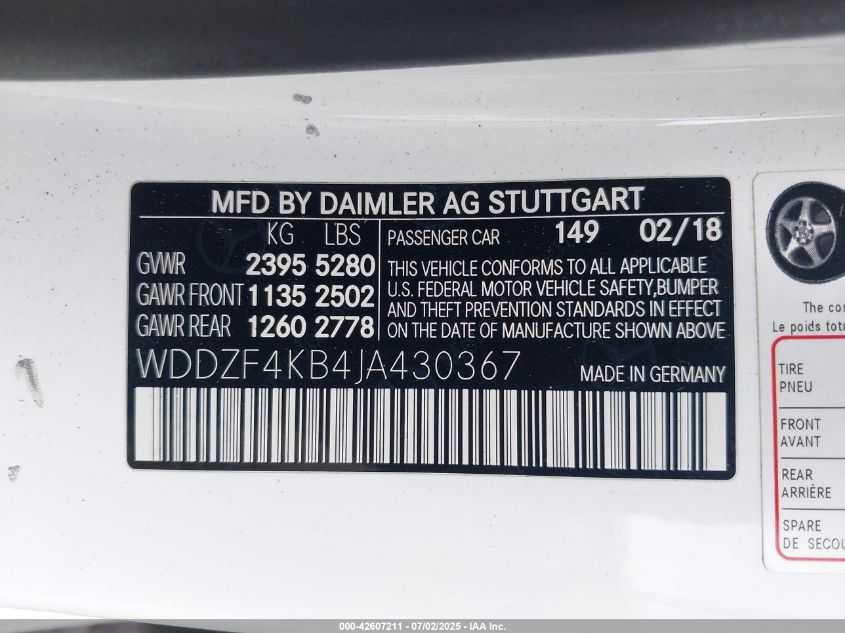 MFD BY DAIMLER AG STUTTGART
KG LBS
GVWR 2395 5280
GAWR FRONT 1135 2502
GAWR REAR 1260 2778
PASSENGER CAR 149 02/18
THIS VEHICLE CONFORMS TO ALL APPLICABLE
U.S. FEDERAL MOTOR VEHICLE SAFETY,BUMPER
AND THEFT PREVENTION STANDARDS IN EFFECT
ON THE DATE OF MANUFACTURE SHOWN ABOVE
WDDZF4KB4JA430367 MADE IN GERMANY
The
Le poids
TIRE
PNEU
FRONT
AVANT
REAR
ARRIÈRE
SPARE
DE
000-42607211 - 07/02/2025 - IAA Inc.